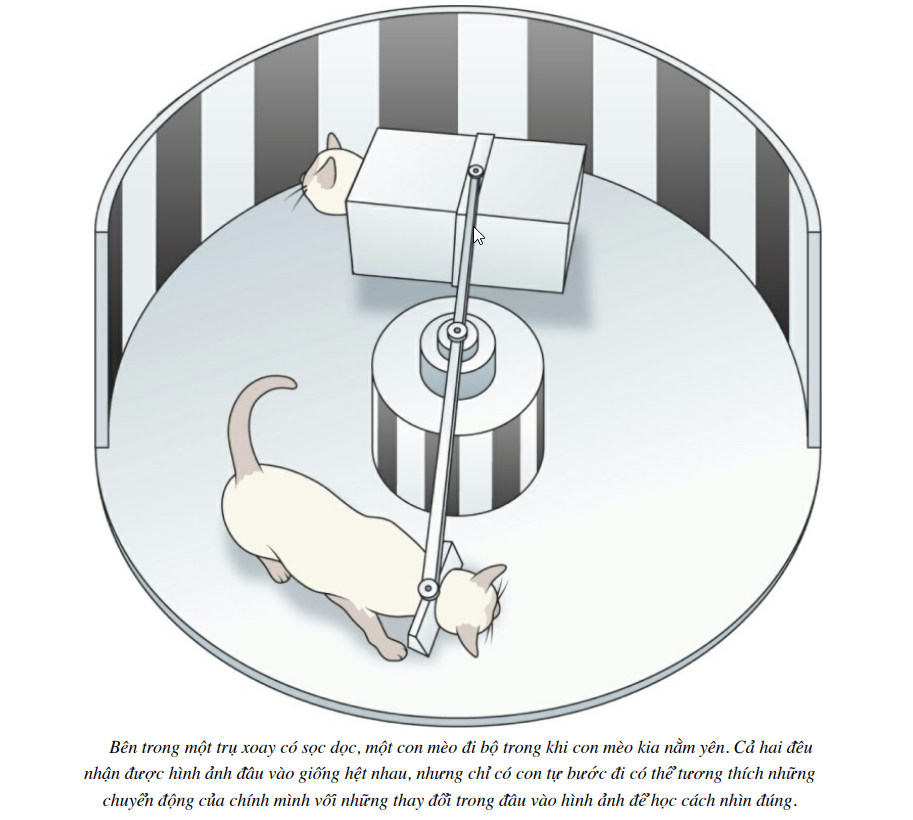 Bên trong một trụ xoay có sọc dọc, một con mèo đi bộ trong khi con mèo kia nằm yên. Cả hai đều
nhận được hình ảnh đầu vào giống hệt nhau, nhưng chỉ có con tự bước đi có thể tương thích những
chuyển động của chính mình với những thay đổi trong đầu vào hình ảnh để học cách nhìn đúng.